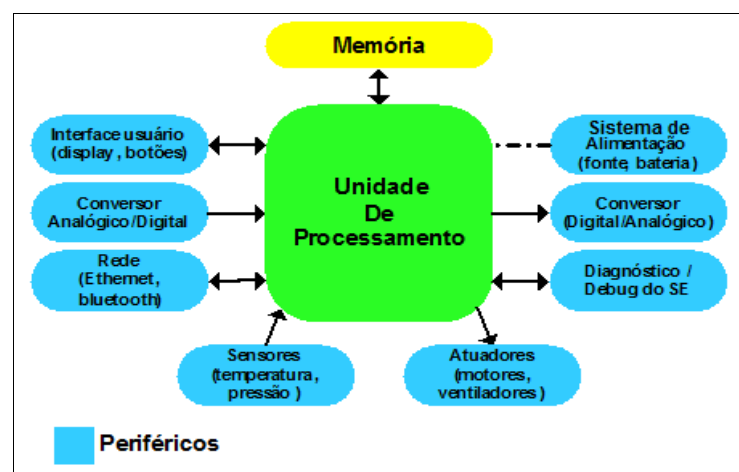 Memória
Interface usuário
(display , botões)
Sistema de
Alimentação
(fonte, bateria)
Unidade
De
Processamento
Conversor
Analógico/Digital
Conversor
(Digital/Analógico)
Rede
(Ethernet,
bluetooth)
Diagnóstico /
Debug do SE
Sensores
(temperatura,
pressão )
Atuadores
(motores,
ventiladores)
Periféricos